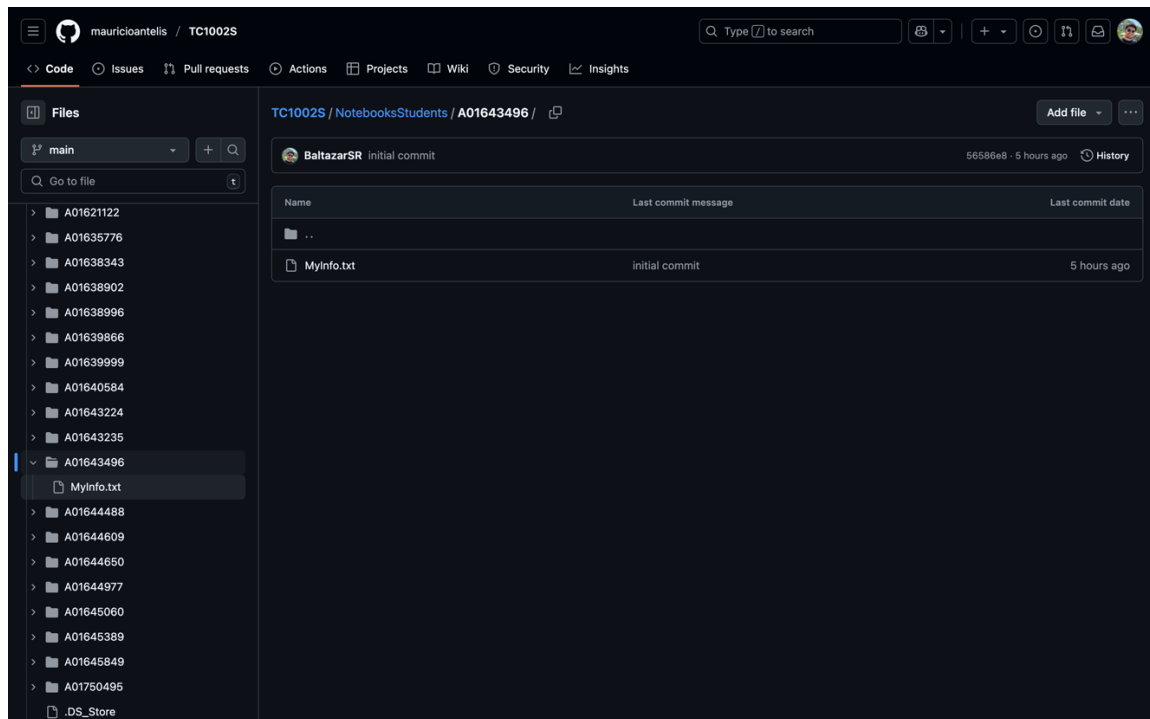 mauricioantelis / TC1002S
Type / to search
Code Issues Pull requests Actions Projects Wiki Security Insights
Files
main
Go to file t
A01621122
A01635776
A01638343
A01638902
A01638996
A01639866
A01639999
A01640584
A01643224
A01643235
A01643496
MyInfo.txt
A01644488
A01644609
A01644650
A01644977
A01645060
A01645389
A01645849
A01750495
.DS_Store
TC1002S / NotebooksStudents / A01643496 /
Add file
BaltazarSR initial commit
56586e8 · 5 hours ago History
Name Last commit message Last commit date
..
MyInfo.txt initial commit 5 hours ago